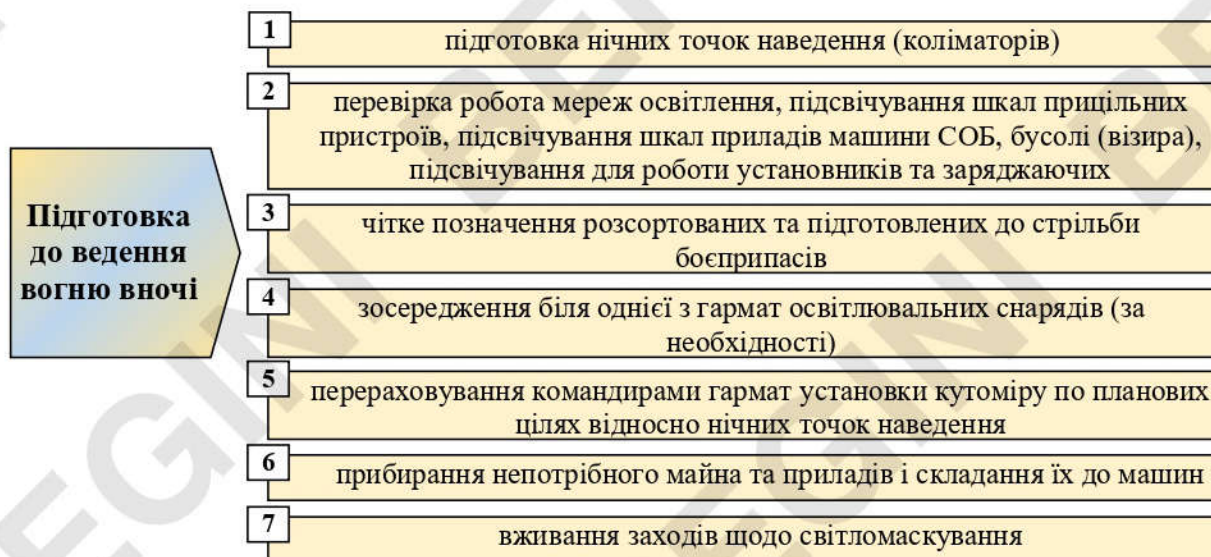 1
підготовка нічних точок наведення (коліматорів)
2
перевірка робота мереж освітлення, підсвічування шкал прицільних
пристроїв, підсвічування шкал приладів машини СОБ, бусолі (візира),
підсвічування для роботи установників та заряджаючих
Підготовка
до ведення
вогню вночі
3
чітке позначення розсортованих та підготовлених до стрільби
боєприпасів
4
зосередження біля однієї з гармат освітлювальних снарядів (за
необхідності)
5
перераховування командирами гармат установки кутоміру по планових
цілях відносно нічних точок наведення
6
прибирання непотрібного майна та приладів і складання їх до машин
7
вживання заходів щодо світломаскування